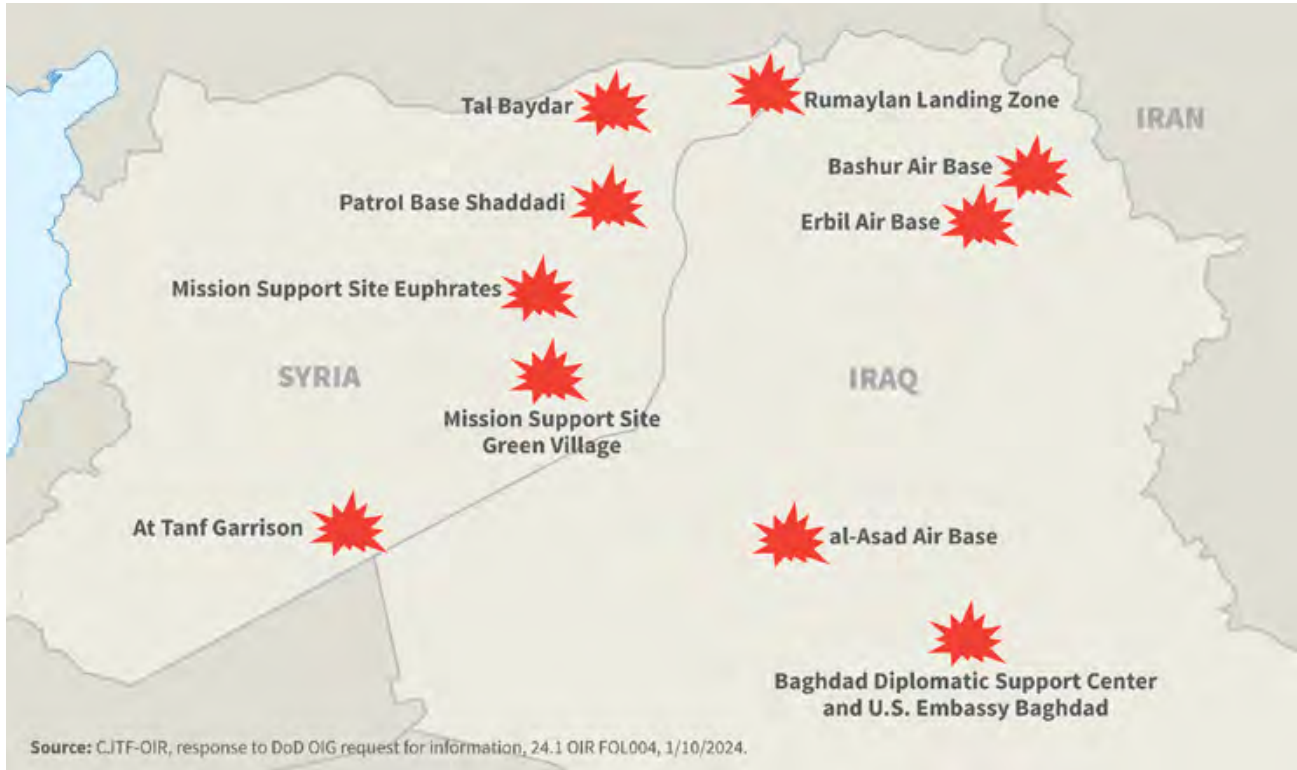 Tal Baydar
Rumaylan Landing Zone
IRAN
Bashur Air Base
Patrol Base Shaddadi
Erbil Air Base
Mission Support Site Euphrates
SYRIA
IRAQ
Mission Support Site
Green Village
At Tanf Garrison
al-Asad Air Base
Baghdad Diplomatic Support Center
and U.S. Embassy Baghdad
Source: CJTF-OIR, response to DoD OIG request for information, 24.1 OIR FOL004, 1/10/2024.